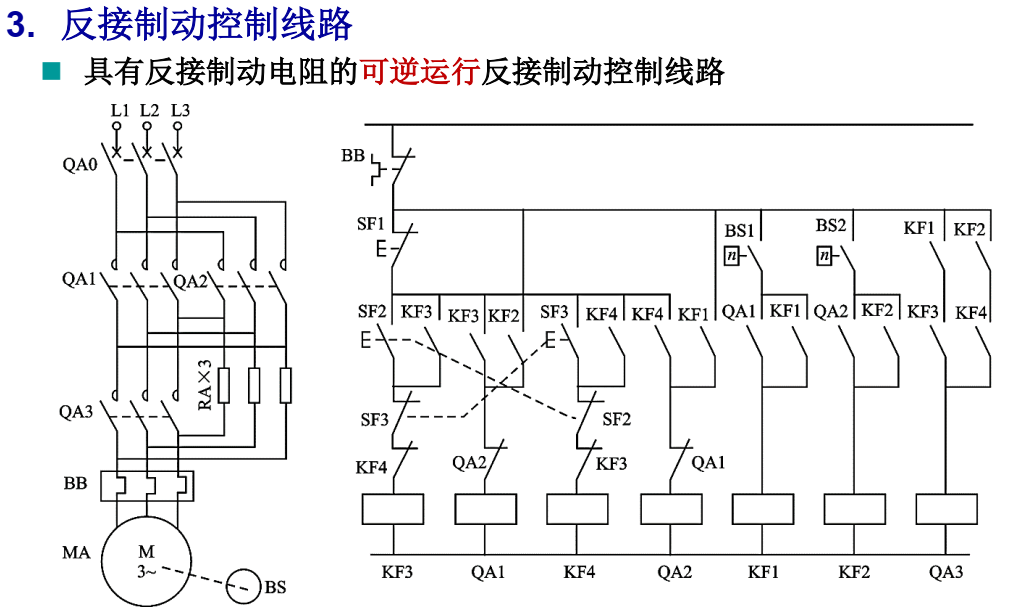 3. 反接制动控制线路
具有反接制动电阻的可逆运行反接制动控制线路
L1 L2 L3
QA0
BB
SF1
BS1 BS2 KF1 KF2
n n
QA1 QA2
SF2 KF3 KF3 KF2 SF3 KF4 KF4 KF1 QA1 KF1 QA2 KF2 KF3 KF4
RA×3
QA3
SF3 SF2
KF4 QA2 KF3 QA1
BB
MA M 3~ BS
KF3 QA1 KF4 QA2 KF1 KF2 QA3